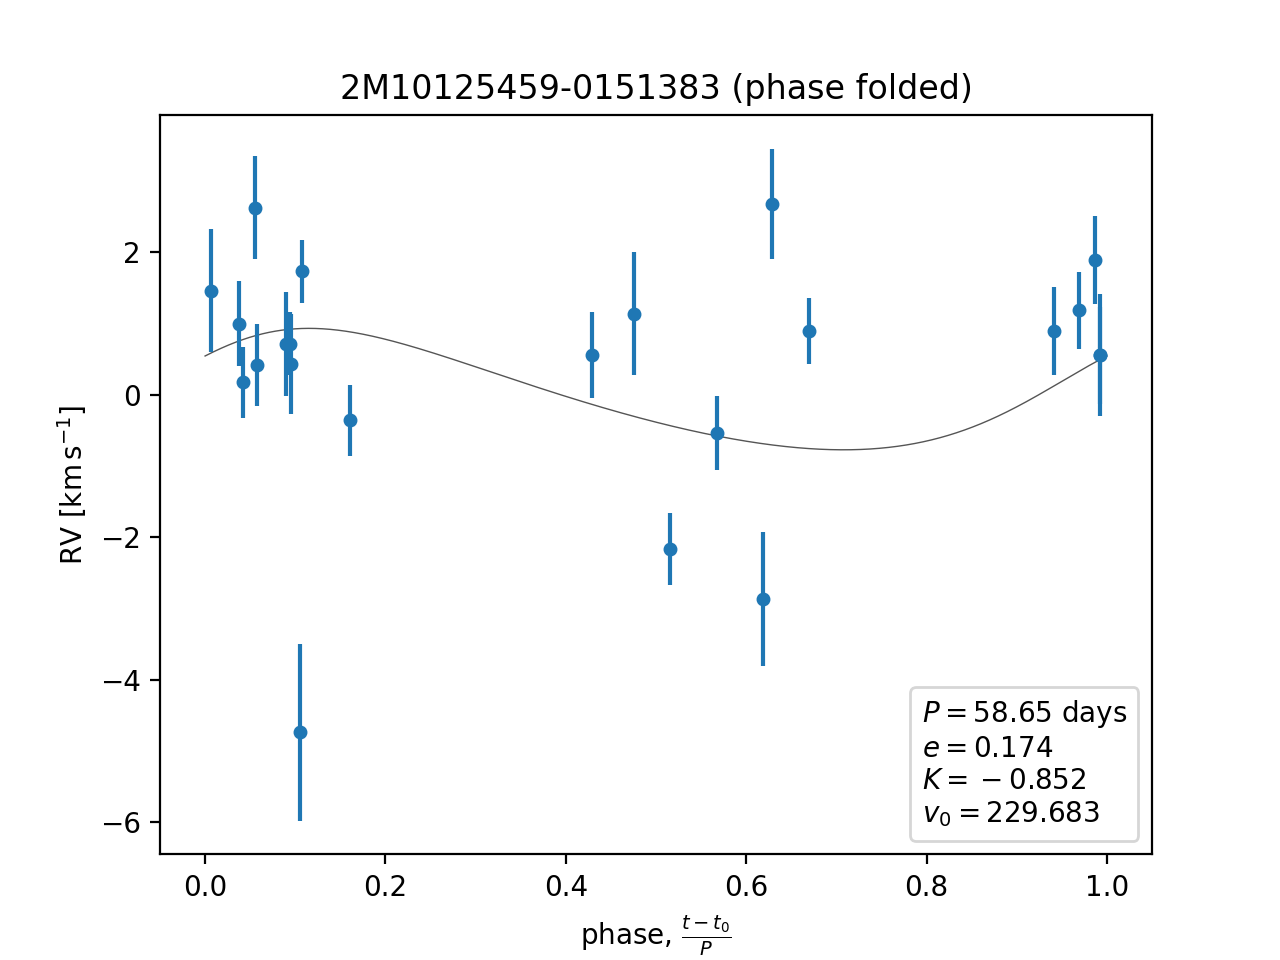 2M10125459-0151383 (phase folded)
RV [km s⁻¹]
2
0
−2
−4
−6
P = 58.65 days
e = 0.174
K = −0.852
v₀ = 229.683
0.0 0.2 0.4 0.6 0.8 1.0
phase, (t − t₀)/P